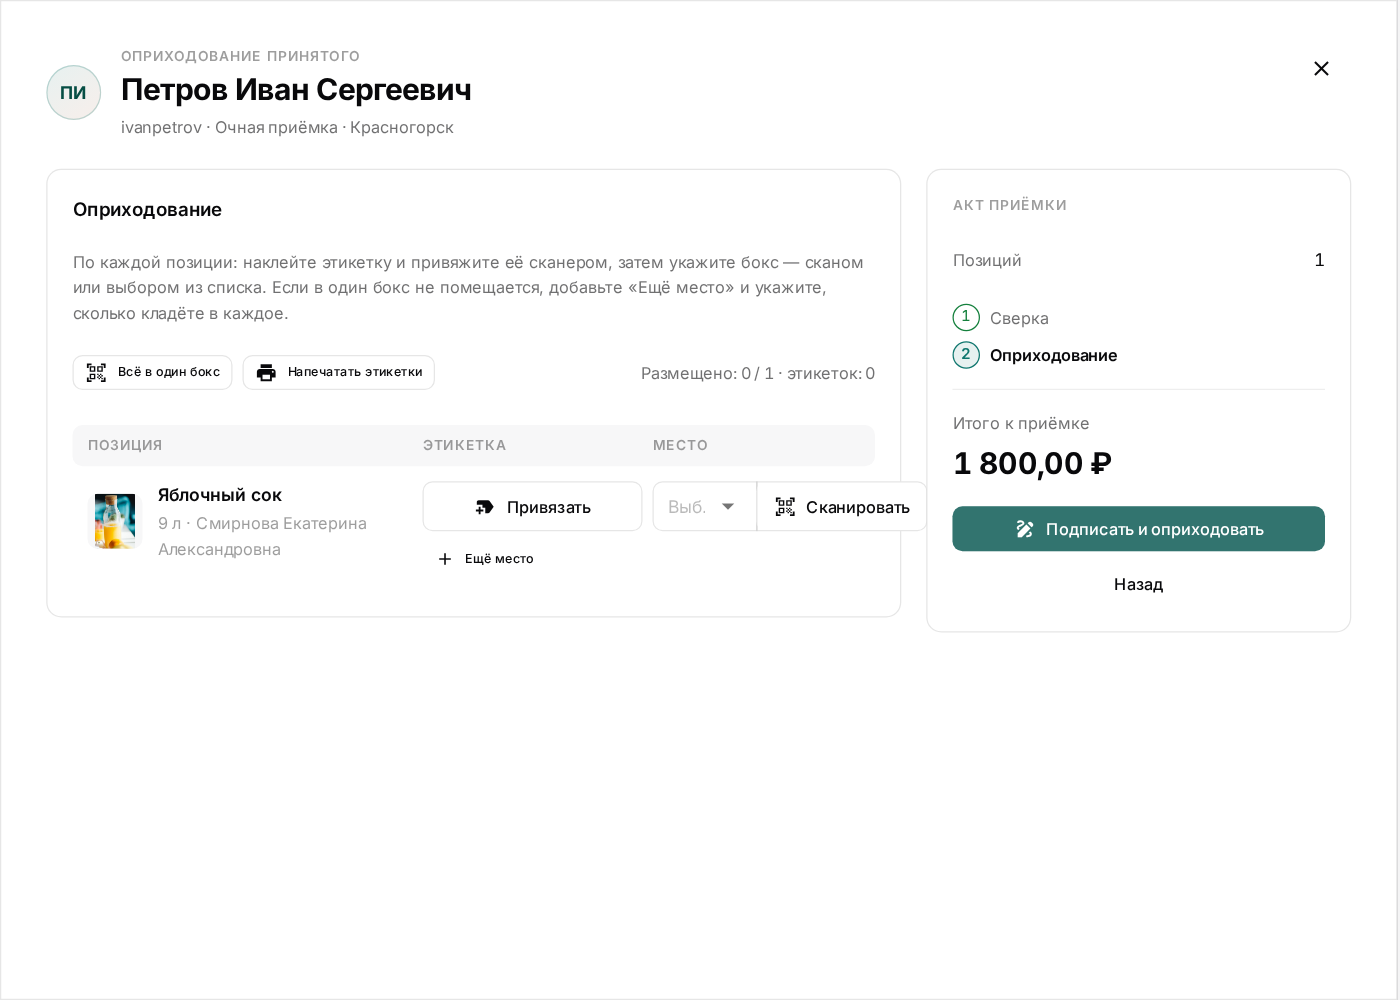 ОПРИХОДОВАНИЕ ПРИНЯТОГО
ПИ
Петров Иван Сергеевич
ivanpetrov · Очная приёмка · Красногорск
Оприходование
По каждой позиции: наклейте этикетку и привяжите её сканером, затем укажите бокс — сканом
или выбором из списка. Если в один бокс не помещается, добавьте «Ещё место» и укажите,
сколько кладёте в каждое.
Всё в один бокс
Напечатать этикетки
Размещено: 0 / 1 · этикеток: 0
ПОЗИЦИЯ ЭТИКЕТКА МЕСТО
Яблочный сок
9 л · Смирнова Екатерина
Александровна
Привязать
Выб.
Сканировать
Ещё место
АКТ ПРИЁМКИ
Позиций 1
1 Сверка
2 Оприходование
Итого к приёмке
1 800,00 ₽
Подписать и оприходовать
Назад